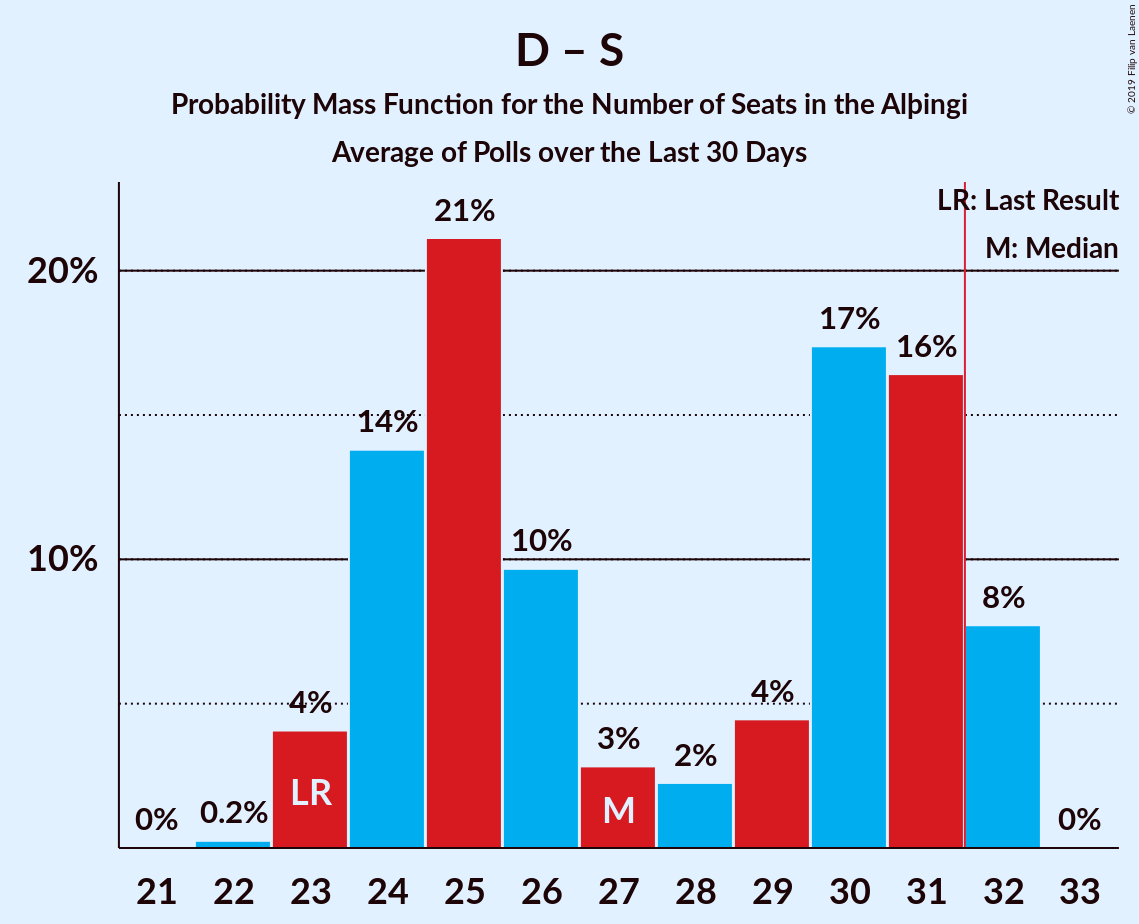 D – S
Probability Mass Function for the Number of Seats in the Alþingi
Average of Polls over the Last 30 Days
© 2019 Filip van Laenen
LR: Last Result
M: Median
20%
10%
0%
0.2%
4%
14%
21%
10%
3%
2%
4%
17%
16%
8%
0%
LR
M
21 22 23 24 25 26 27 28 29 30 31 32 33